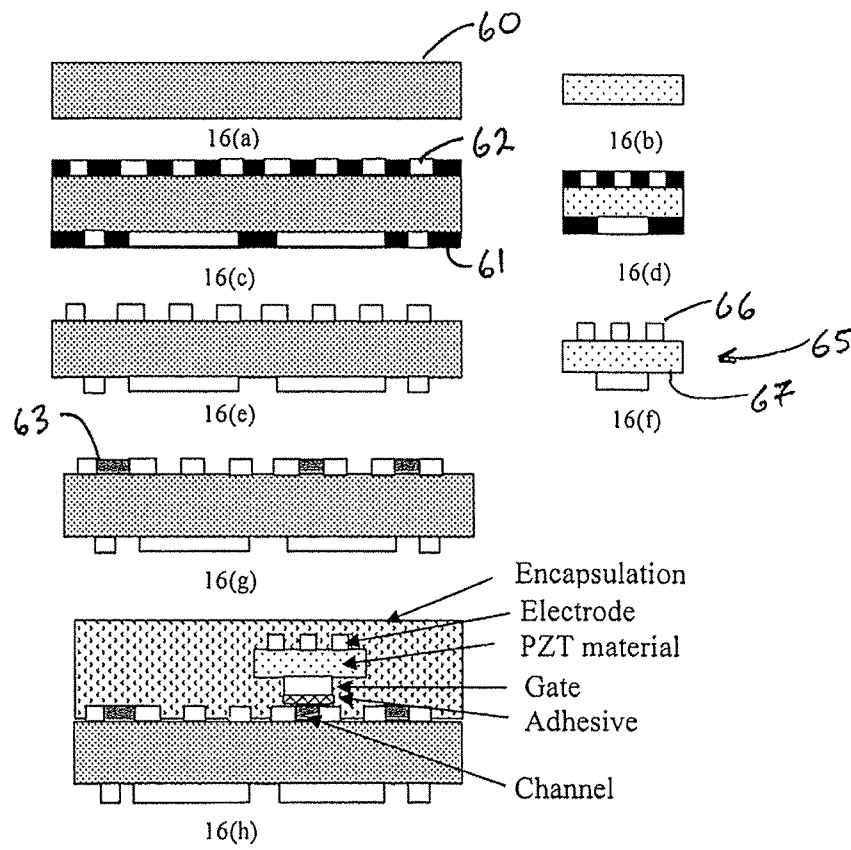 60
16(a)
16(b)
62
61
16(c)
16(d)
66
65
67
16(e)
16(f)
63
16(g)
Encapsulation
Electrode
PZT material
Gate
Adhesive
Channel
16(h)